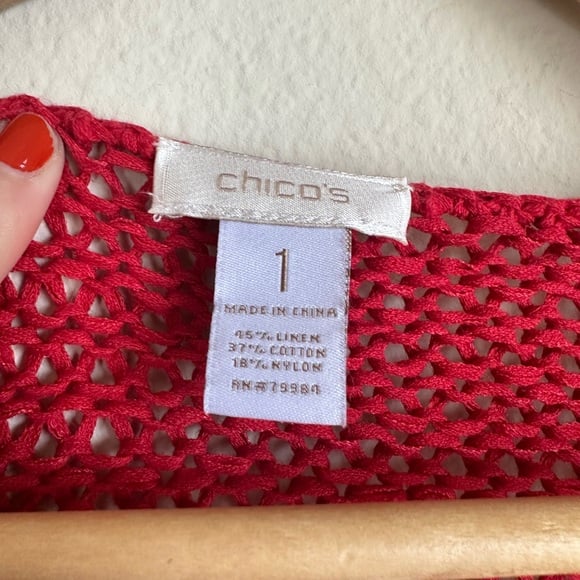 chico's
1
MADE IN CHINA
45% LINEN
37% COTTON
18% NYLON
RN#79984